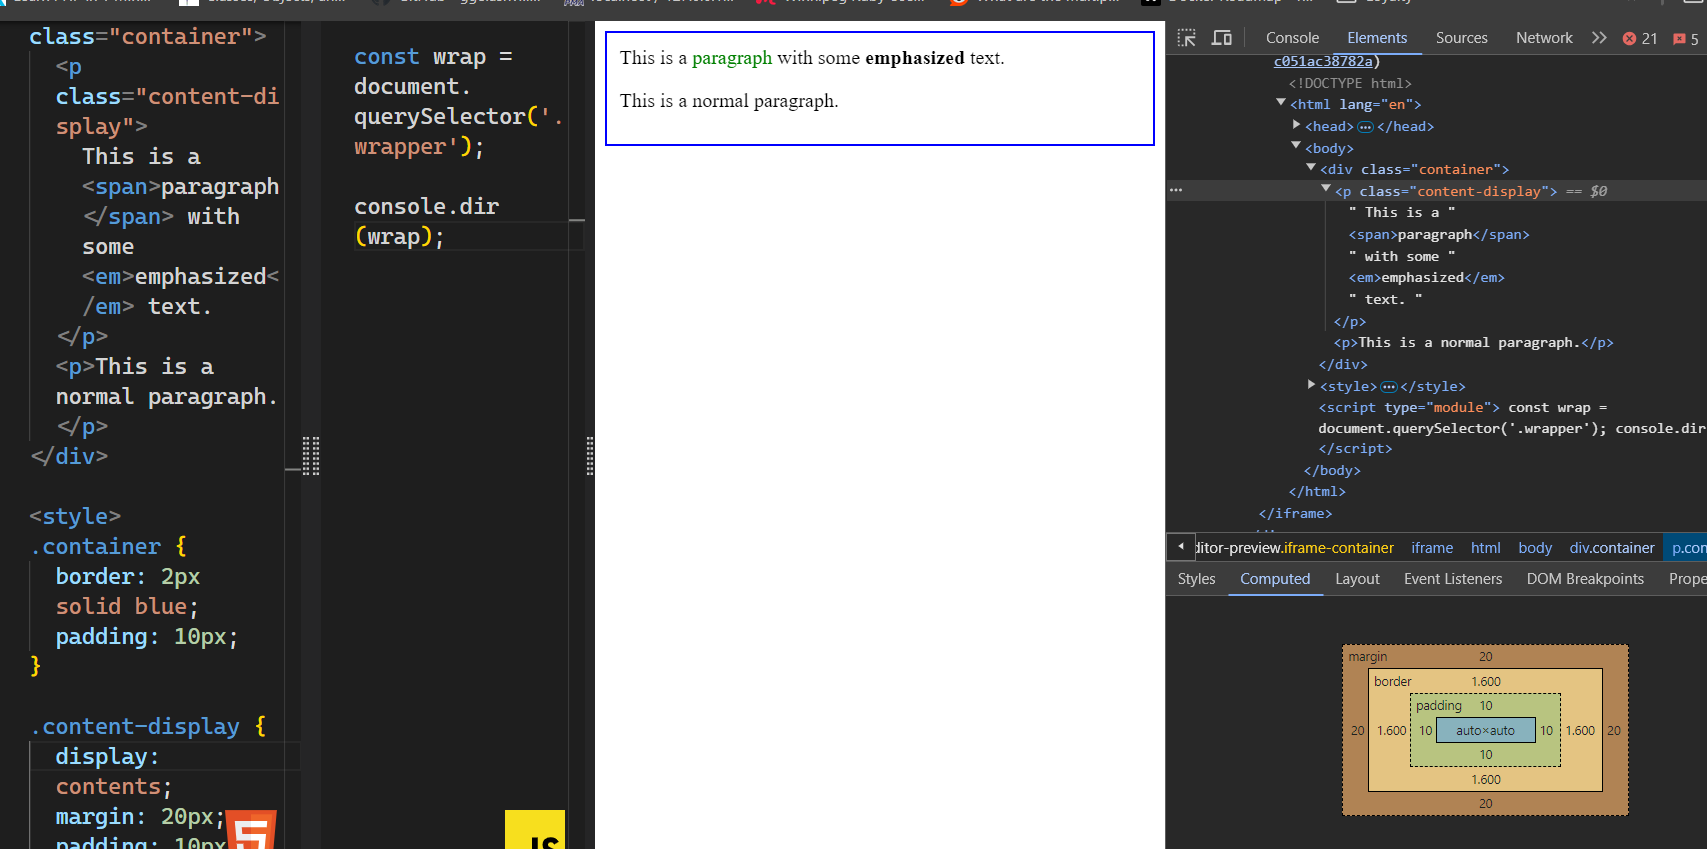 class="container">
<p
class="content-di
splay">
This is a
<span>paragraph
</span> with
some
<em>emphasized<
/em> text.
</p>
<p>This is a
normal paragraph.
</p>
</div>
<style>
.container {
border: 2px
solid blue;
padding: 10px;
}
.content-display {
display:
contents;
margin: 20px;
padding: 10px
const wrap =
document.
querySelector('.
wrapper');
console.dir
(wrap);
JS
This is a paragraph with some emphasized text.
This is a normal paragraph.
Console Elements Sources Network 21 5
c051ac38782a)
<!DOCTYPE html>
<html lang="en">
<head> </head>
<body>
<div class="container">
<p class="content-display"> == $0
" This is a "
<span>paragraph</span>
" with some "
<em>emphasized</em>
" text. "
</p>
<p>This is a normal paragraph.</p>
</div>
<style> </style>
<script type="module"> const wrap =
document.querySelector('.wrapper'); console.dir
</script>
</body>
</html>
</iframe>
ditor-preview.iframe-container iframe html body div.container p.con
Styles Computed Layout Event Listeners DOM Breakpoints Prope
margin 20
border 1.600
padding 10
20 1.600 10 auto×auto 10 1.600 20
10
1.600
20